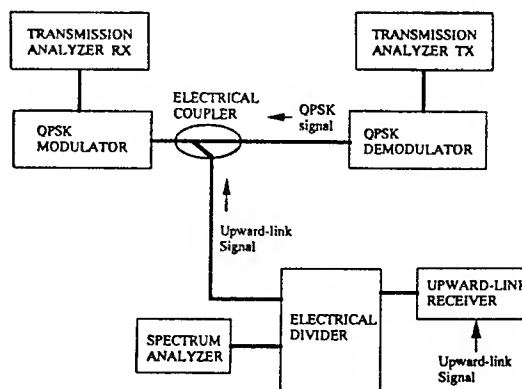 TRANSMISSION
ANALYZER RX
TRANSMISSION
ANALYZER TX
ELECTRICAL
COUPLER
QPSK
signal
QPSK
MODULATOR
QPSK
DEMODULATOR
Upward-link
Signal
ELECTRICAL
DIVIDER
UPWARD-LINK
RECEIVER
SPECTRUM
ANALYZER
Upward-link
Signal